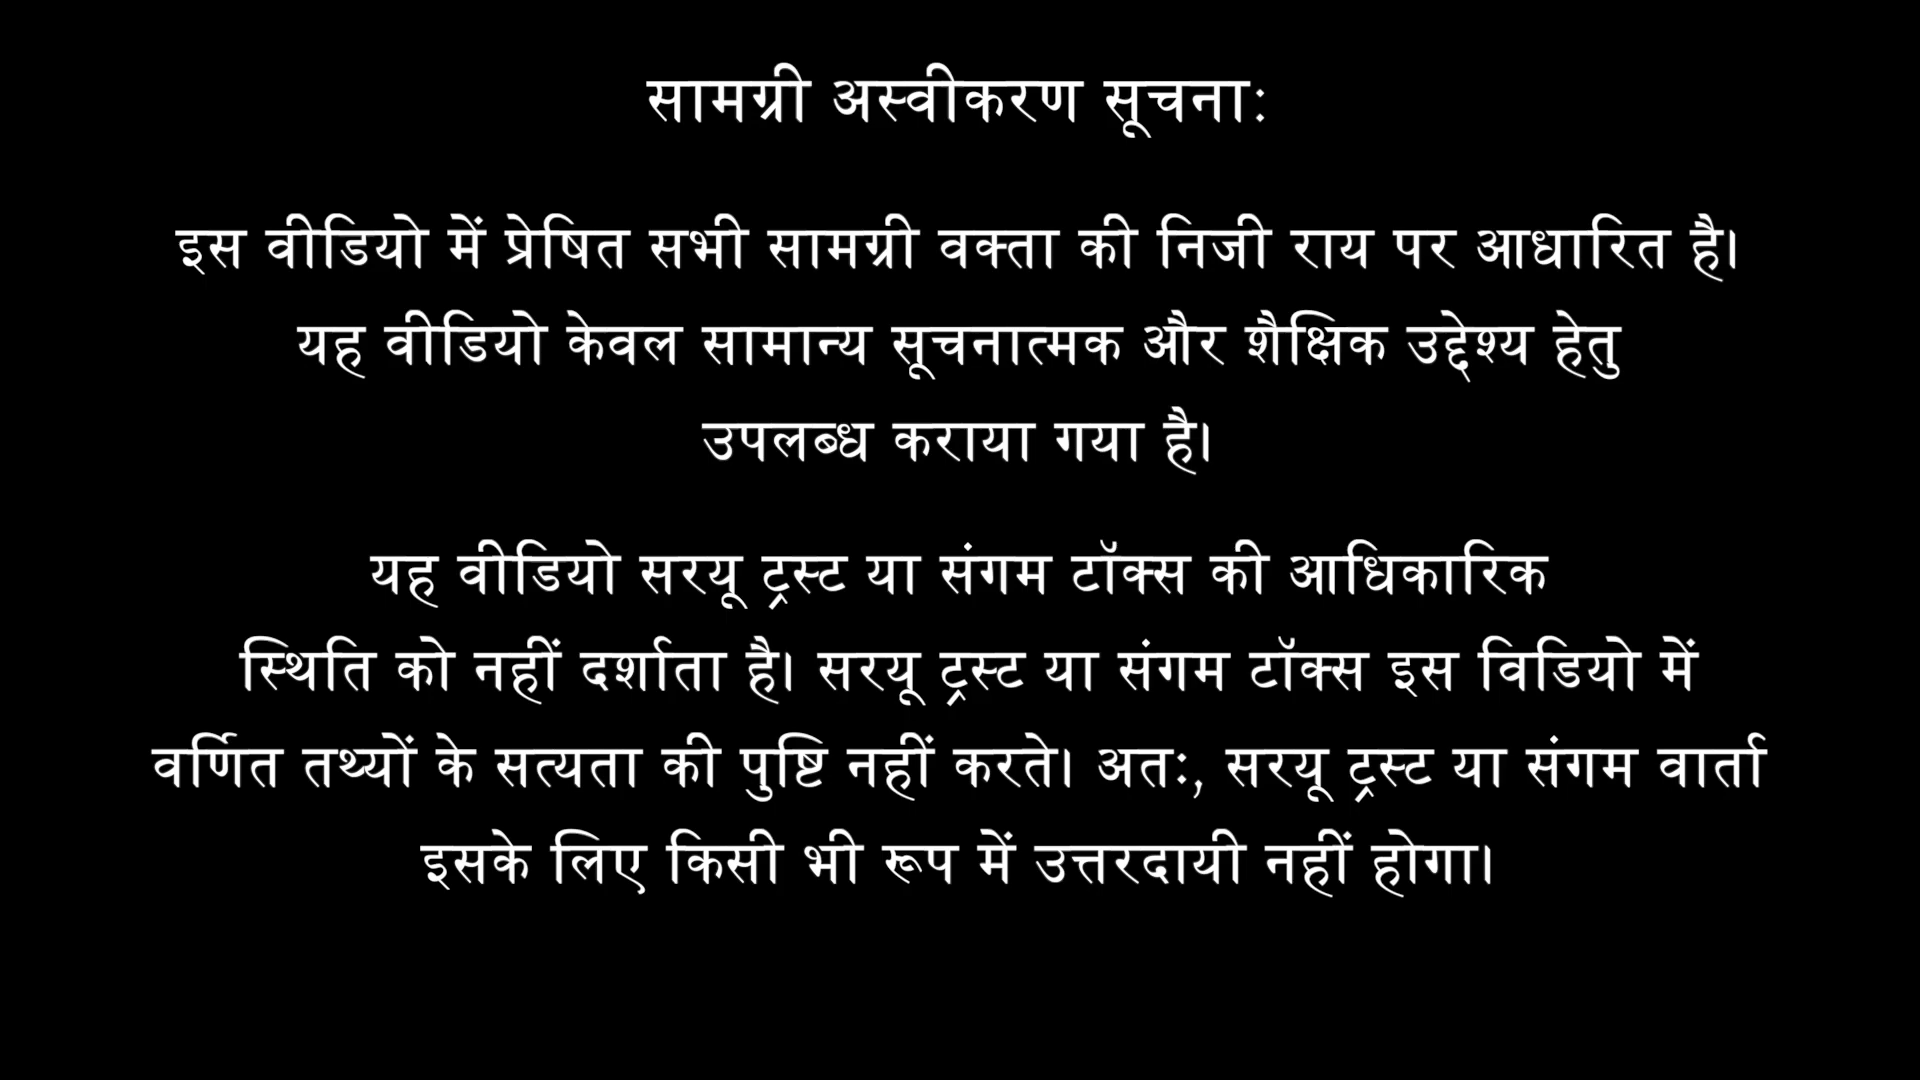 सामग्री अस्वीकरण सूचनाः
इस वीडियो में प्रेषित सभी सामग्री वक्ता की निजी राय पर आधारित है।
यह वीडियो केवल सामान्य सूचनात्मक और शैक्षिक उद्देश्य हेतु
उपलब्ध कराया गया है।
यह वीडियो सरयू ट्रस्ट या संगम टॉक्स की आधिकारिक
स्थिति को नहीं दर्शाता है। सरयू ट्रस्ट या संगम टॉक्स इस विडियो में
वर्णित तथ्यों के सत्यता की पुष्टि नहीं करते। अतः, सरयू ट्रस्ट या संगम वार्ता
इसके लिए किसी भी रूप में उत्तरदायी नहीं होगा।